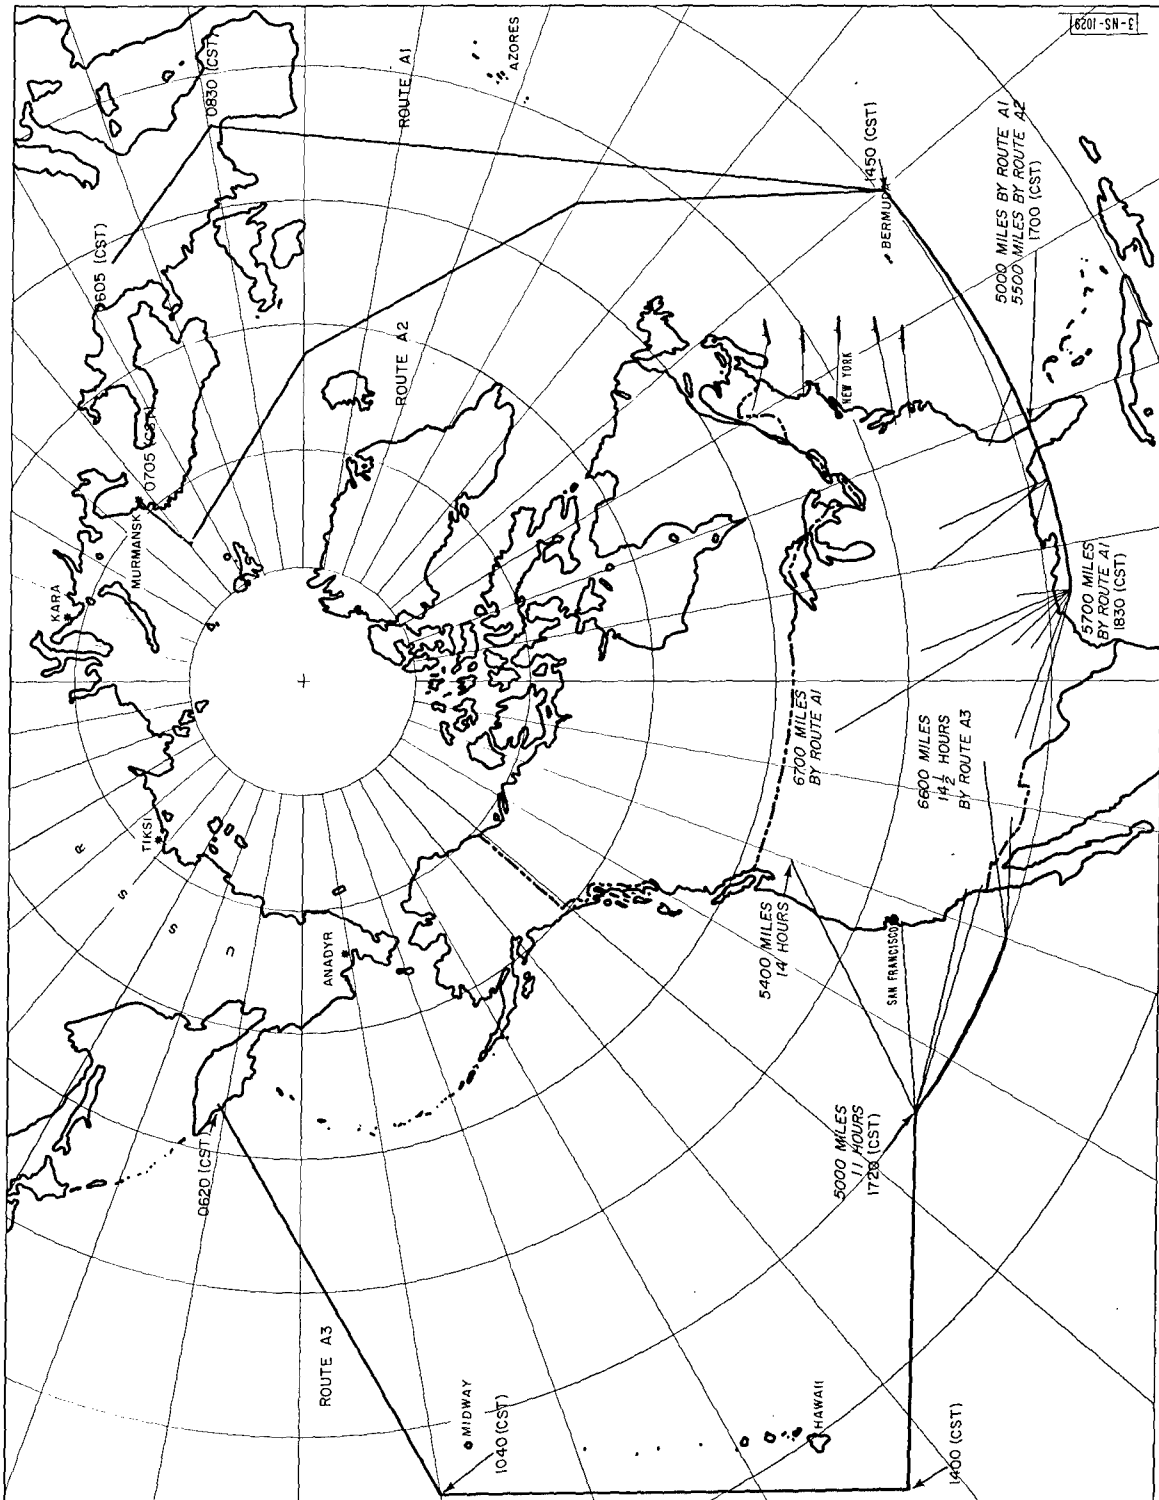 3-NS-1029
AZORES
ROUTE A1
0830 (CST)
0605 (CST)
1450 (CST)
BERMUDA
5000 MILES BY ROUTE A1
5500 MILES BY ROUTE A2
1700 (CST)
ROUTE A2
NEW YORK
0705 (CST)
MURMANSK
KARA
5700 MILES
BY ROUTE A1
1830 (CST)
6700 MILES
BY ROUTE A1
6600 MILES
14½ HOURS
BY ROUTE A3
TIKSI
U S S R
ANADYR
5400 MILES
14 HOURS
SAN FRANCISCO
5000 MILES
11 HOURS
1720 (CST)
0620 (CST)
ROUTE A3
MIDWAY
1040 (CST)
HAWAII
1400 (CST)